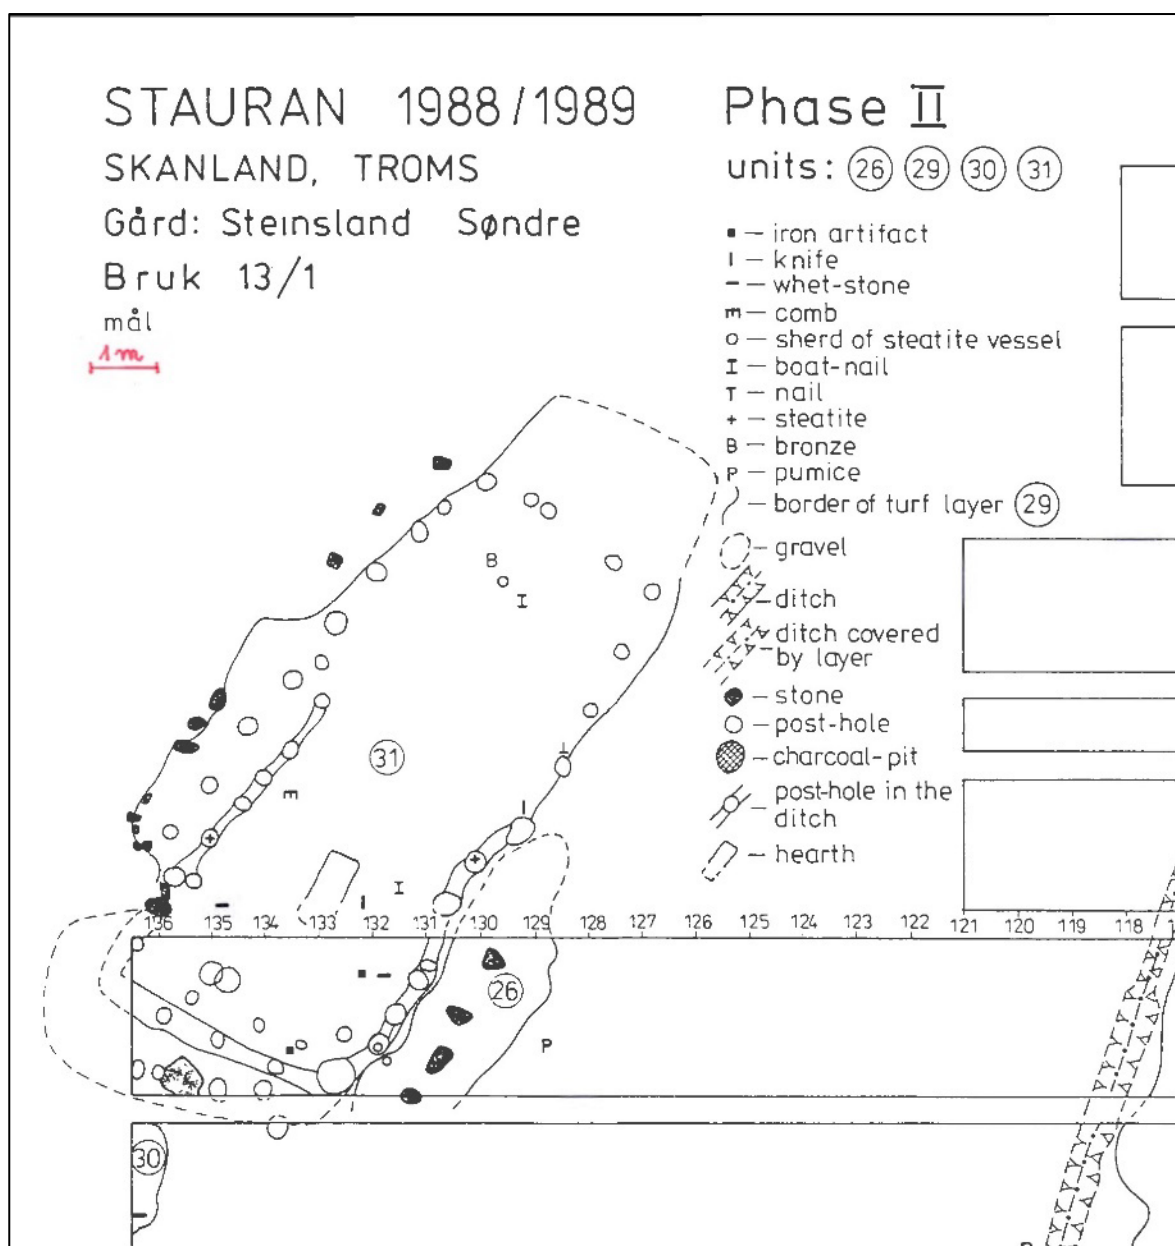 STAURAN 1988/1989
SKANLAND, TROMS
Gård: Steinsland Søndre
Bruk 13/1
mål
1m
Phase II
units: 26 29 30 31
– iron artifact
– knife
– whet-stone
m – comb
o – sherd of steatite vessel
I – boat-nail
T – nail
+ – steatite
B – bronze
P – pumice
– border of turf layer 29
– gravel
– ditch
– ditch covered
by layer
– stone
– post-hole
– charcoal-pit
– post-hole in the
ditch
– hearth
B
I
31
m
I
136 135 134 133 132 131 130 129 128 127 126 125 124 123 122 121 120 119 118
26
P
30